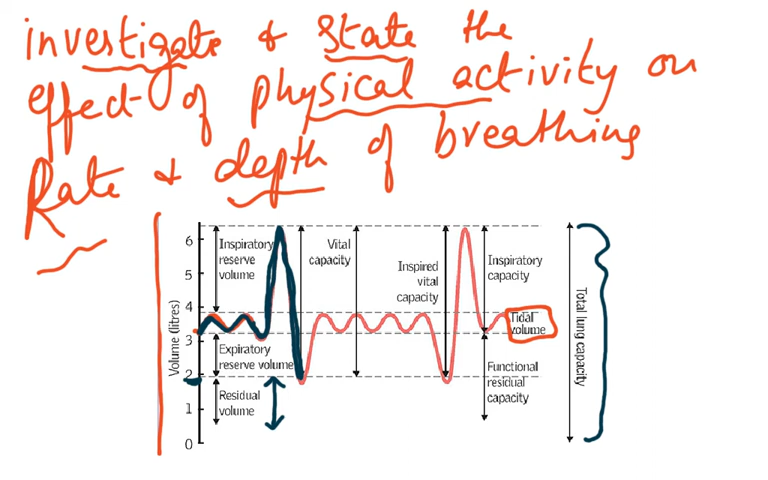 investigate & state the
effect of physical activity on
Rate & depth of breathing
Volume (litres)
6
5
4
3
2
1
0
Inspiratory
reserve
volume
Expiratory
reserve volume
Residual
volume
Vital
capacity
Inspired
vital
capacity
Inspiratory
capacity
Tidal
volume
Functional
residual
capacity
Total lung capacity